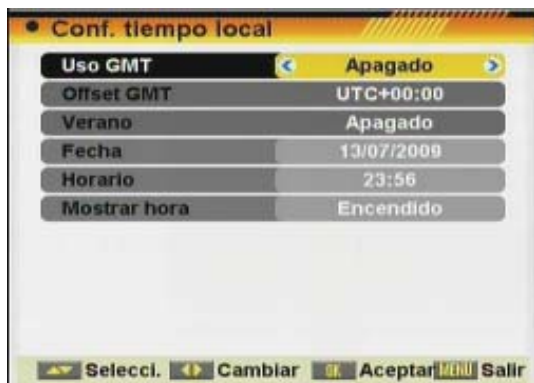 Conf. tiempo local
Uso GMT Apagado
Offset GMT UTC+00:00
Verano Apagado
Fecha 13/07/2009
Horario 23:56
Mostrar hora Encendido
Selecci. Cambiar OK Aceptar MENU Salir